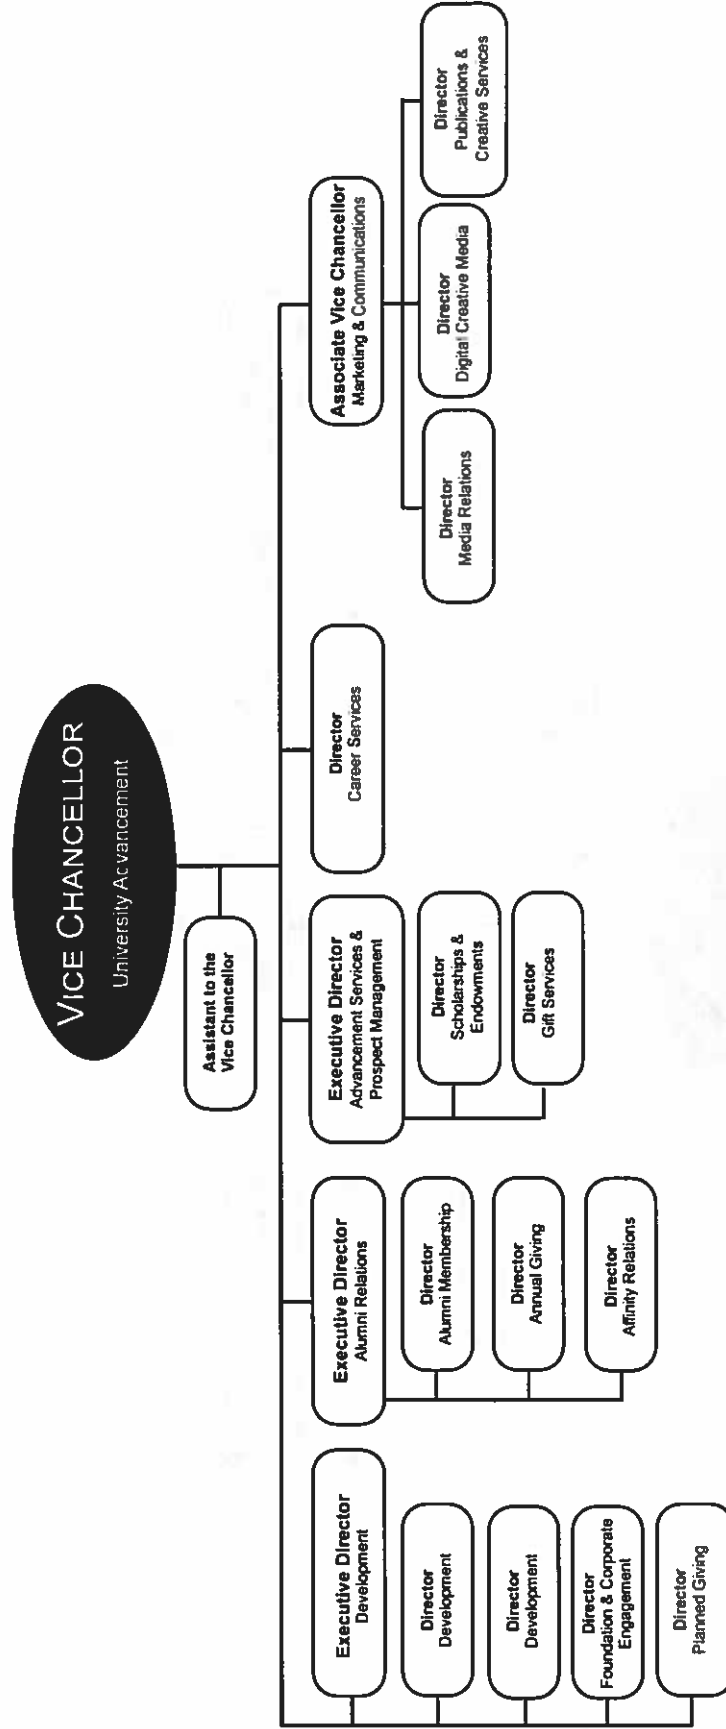 VICE CHANCELLOR
University Advancement
Assistant to the
Vice Chancellor
Executive Director
Development
Director
Development
Director
Development
Director
Foundation & Corporate
Engagement
Director
Planned Giving
Executive Director
Alumni Relations
Director
Alumni Membership
Director
Annual Giving
Director
Affinity Relations
Executive Director
Advancement Services &
Prospect Management
Director
Scholarships &
Endowments
Director
Gift Services
Director
Career Services
Associate Vice Chancellor
Marketing & Communications
Director
Media Relations
Director
Digital Creative Media
Director
Publications &
Creative Services